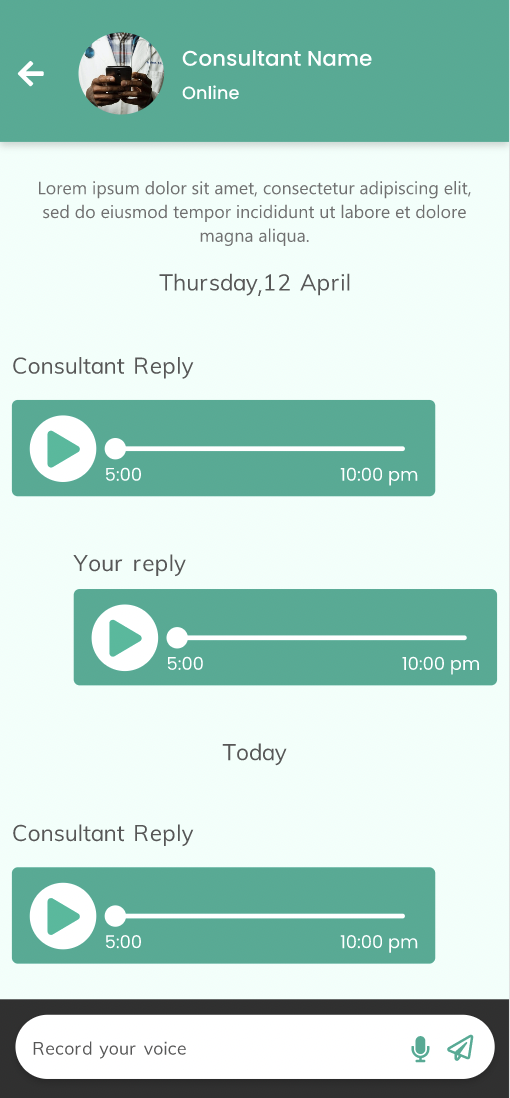 Consultant Name
Online
Lorem ipsum dolor sit amet, consectetur adipiscing elit,
sed do eiusmod tempor incididunt ut labore et dolore
magna aliqua.
Thursday,12 April
Consultant Reply
5:00 10:00 pm
Your reply
5:00 10:00 pm
Today
Consultant Reply
5:00 10:00 pm
Record your voice